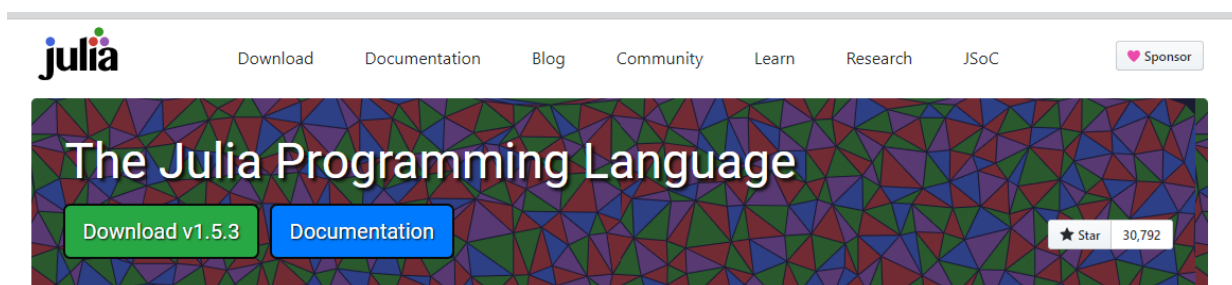 julia
Download Documentation Blog Community Learn Research JSoC Sponsor
The Julia Programming Language
Download v1.5.3 Documentation
Star 30,792